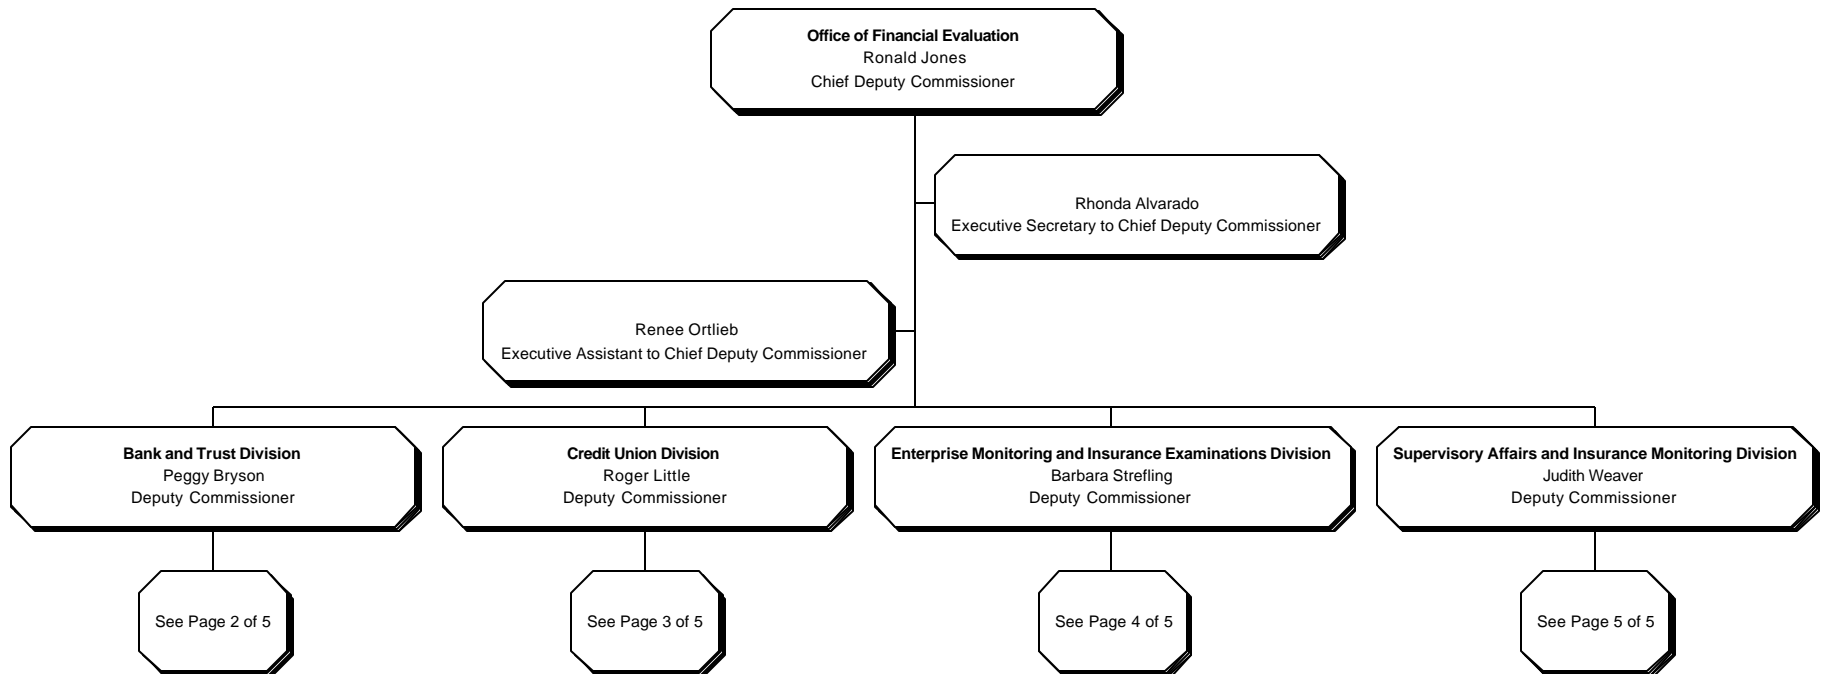 Office of Financial Evaluation
Ronald Jones
Chief Deputy Commissioner
Rhonda Alvarado
Executive Secretary to Chief Deputy Commissioner
Renee Ortlieb
Executive Assistant to Chief Deputy Commissioner
Bank and Trust Division
Peggy Bryson
Deputy Commissioner
Credit Union Division
Roger Little
Deputy Commissioner
Enterprise Monitoring and Insurance Examinations Division
Barbara Strefling
Deputy Commissioner
Supervisory Affairs and Insurance Monitoring Division
Judith Weaver
Deputy Commissioner
See Page 2 of 5
See Page 3 of 5
See Page 4 of 5
See Page 5 of 5